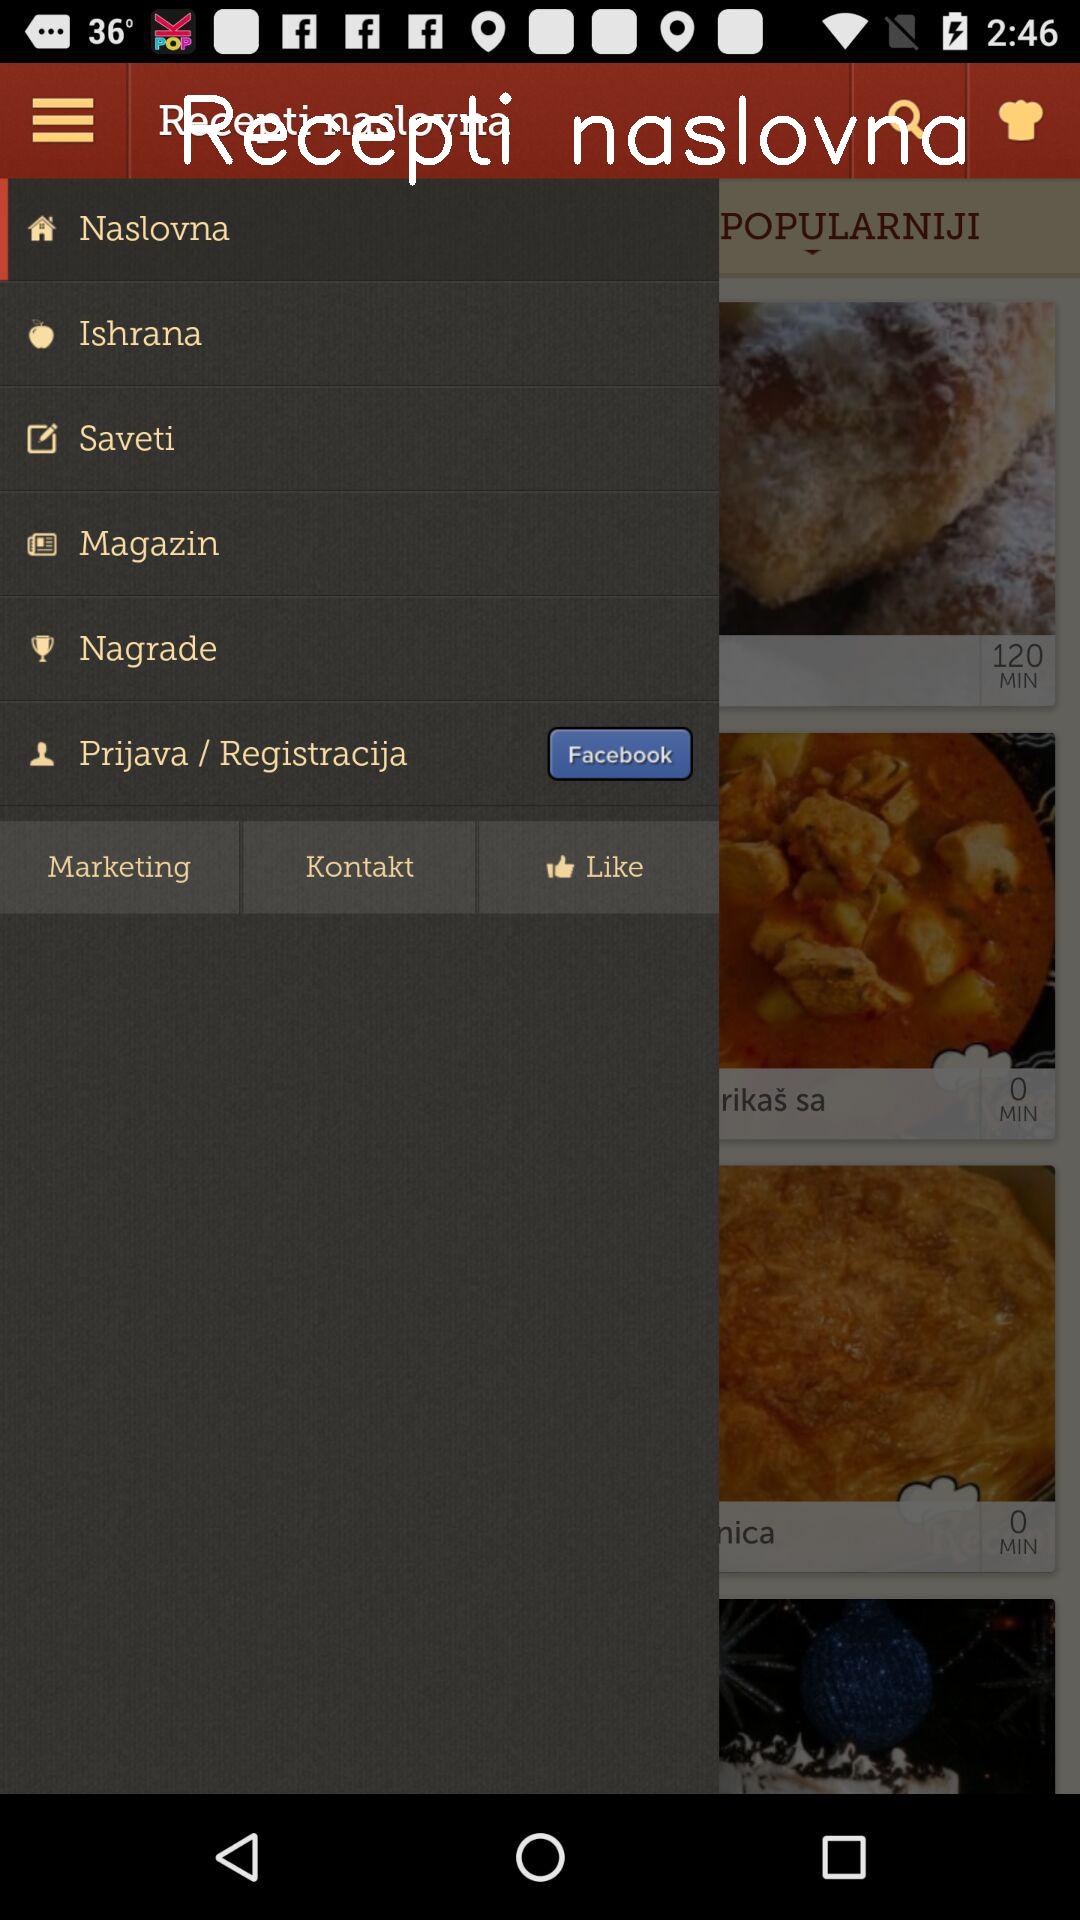 36° KPOP 2:46
Recepti naslovna
Recepti naslovna
Naslovna
POPULARNIJI
Ishrana
Saveti
Magazin
Nagrade
120
MIN
Prijava / Registracija Facebook
Marketing Kontakt Like
rikaš sa
0
MIN
nica
0
MIN